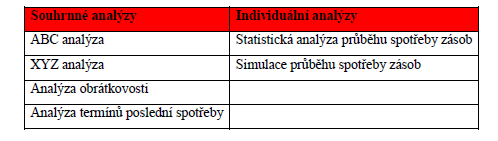 Souhrnné analýzy Individuální analýzy
ABC analýza Statistická analýza průběhu spotřeby zásob
XYZ analýza Simulace průběhu spotřeby zásob
Analýza obrátkovostí
Analýza termínů poslední spotřeby